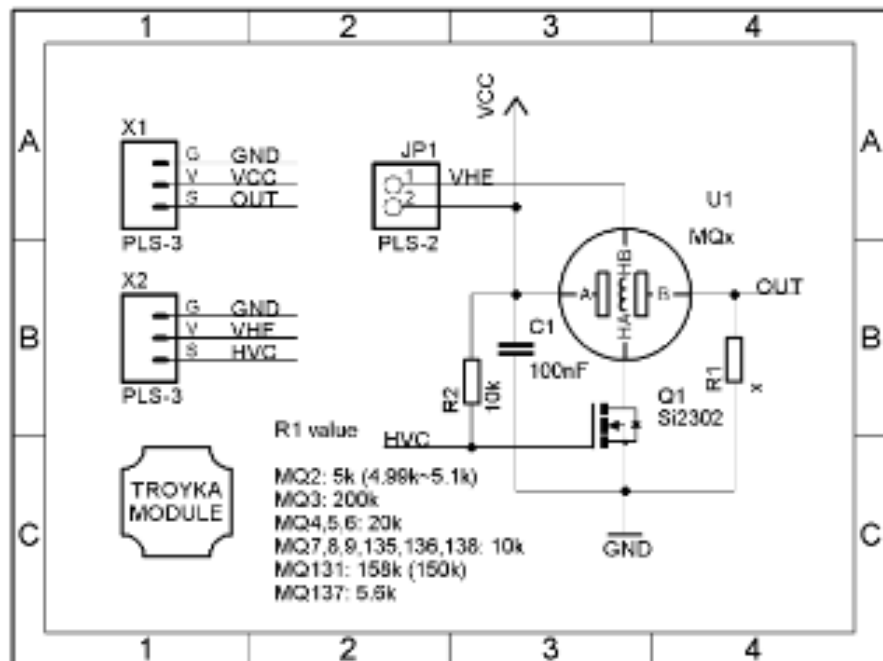 1 2 3 4
A
B
C
A
B
C
1 2 3 4
X1
G GND
V VCC
S OUT
PLS-3
X2
G GND
V VHE
S HVC
PLS-3
JP1
1 VHE
2
PLS-2
VCC
U1
MQx
A HB HA B
OUT
C1
100nF
R2
10k
R1
x
Q1
Si2302
HVC
GND
R1 value
MQ2: 5k (4.99k~5.1k)
MQ3: 200k
MQ4,5,6: 20k
MQ7,8,9,135,136,138: 10k
MQ131: 158k (150k)
MQ137: 5.6k
TROYKA
MODULE